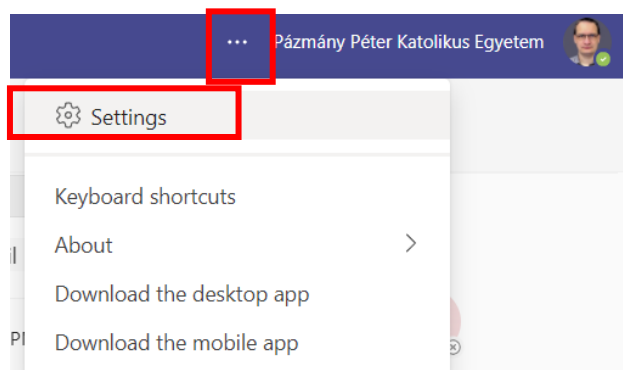 ··· Pázmány Péter Katolikus Egyetem
Settings
Keyboard shortcuts
About
Download the desktop app
Download the mobile app